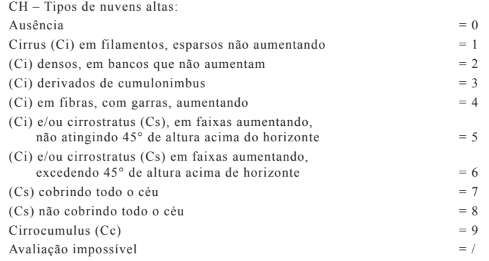 CH – Tipos de nuvens altas:
Ausência = 0
Cirrus (Ci) em filamentos, esparsos não aumentando = 1
(Ci) densos, em bancos que não aumentam = 2
(Ci) derivados de cumulonimbus = 3
(Ci) em fibras, com garras, aumentando = 4
(Ci) e/ou cirrostratus (Cs), em faixas aumentando,
não atingindo 45° de altura acima do horizonte = 5
(Ci) e/ou cirrostratus (Cs) em faixas aumentando,
excedendo 45° de altura acima de horizonte = 6
(Cs) cobrindo todo o céu = 7
(Cs) não cobrindo todo o céu = 8
Cirrocumulus (Cc) = 9
Avaliação impossível = /